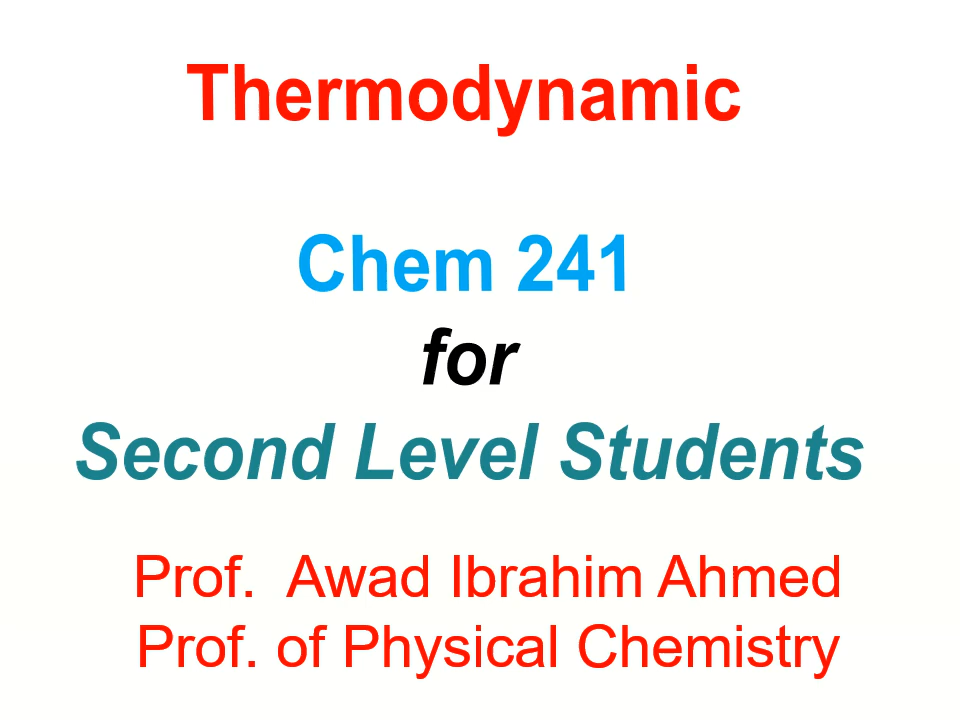 Thermodynamic
Chem 241
for
Second Level Students
Prof. Awad Ibrahim Ahmed
Prof. of Physical Chemistry